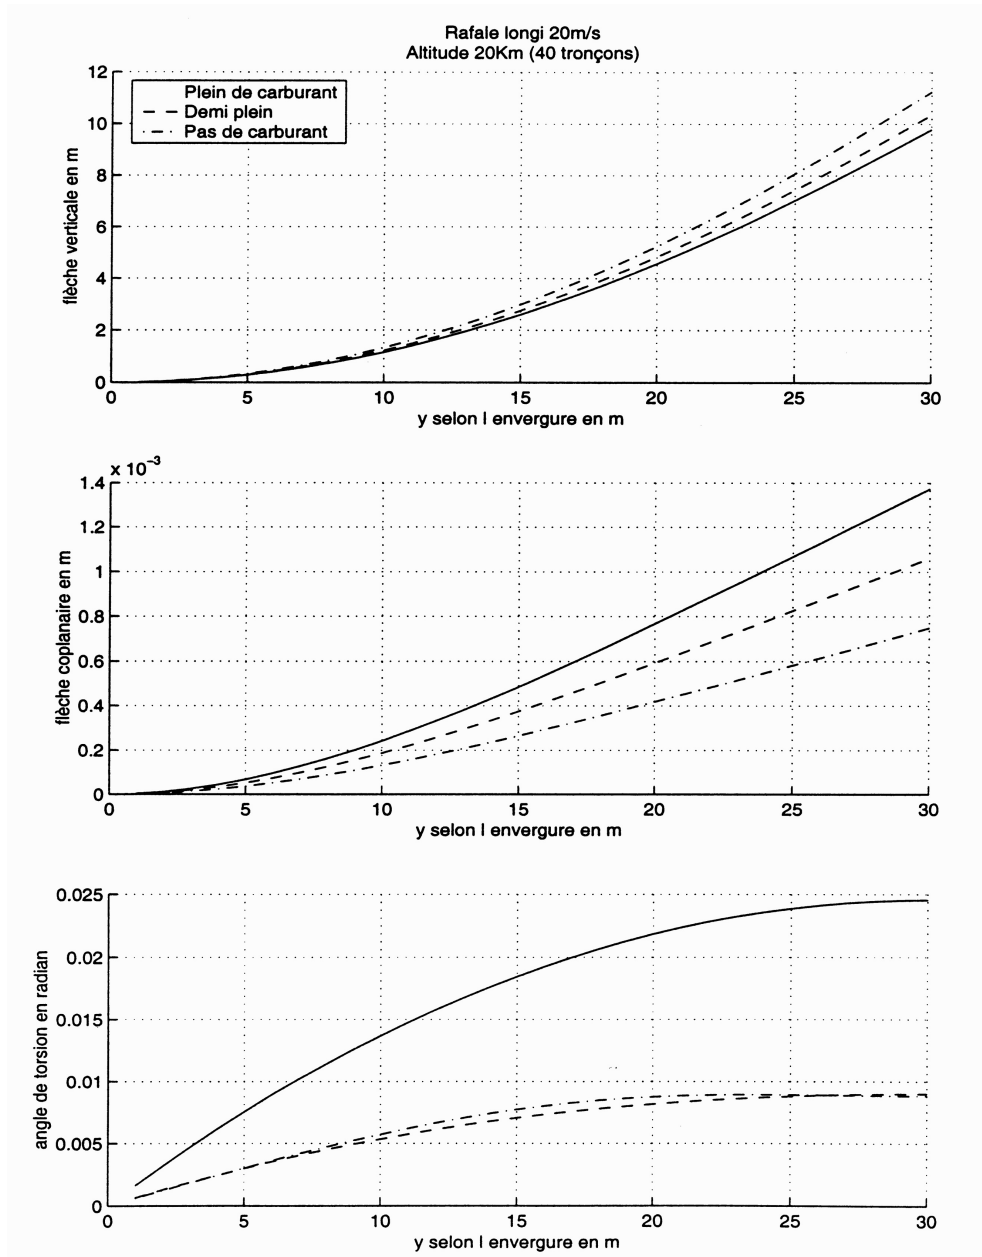 Rafale longi 20m/s
Altitude 20Km (40 tronçons)
12
10
8
6
4
2
0
flèche verticale en m
Plein de carburant
Demi plein
Pas de carburant
0 5 10 15 20 25 30
y selon l envergure en m
x 10⁻³
1.4
1.2
1
0.8
0.6
0.4
0.2
0
flèche coplanaire en m
0 5 10 15 20 25 30
y selon l envergure en m
0.025
0.02
0.015
0.01
0.005
0
angle de torsion en radian
0 5 10 15 20 25 30
y selon l envergure en m